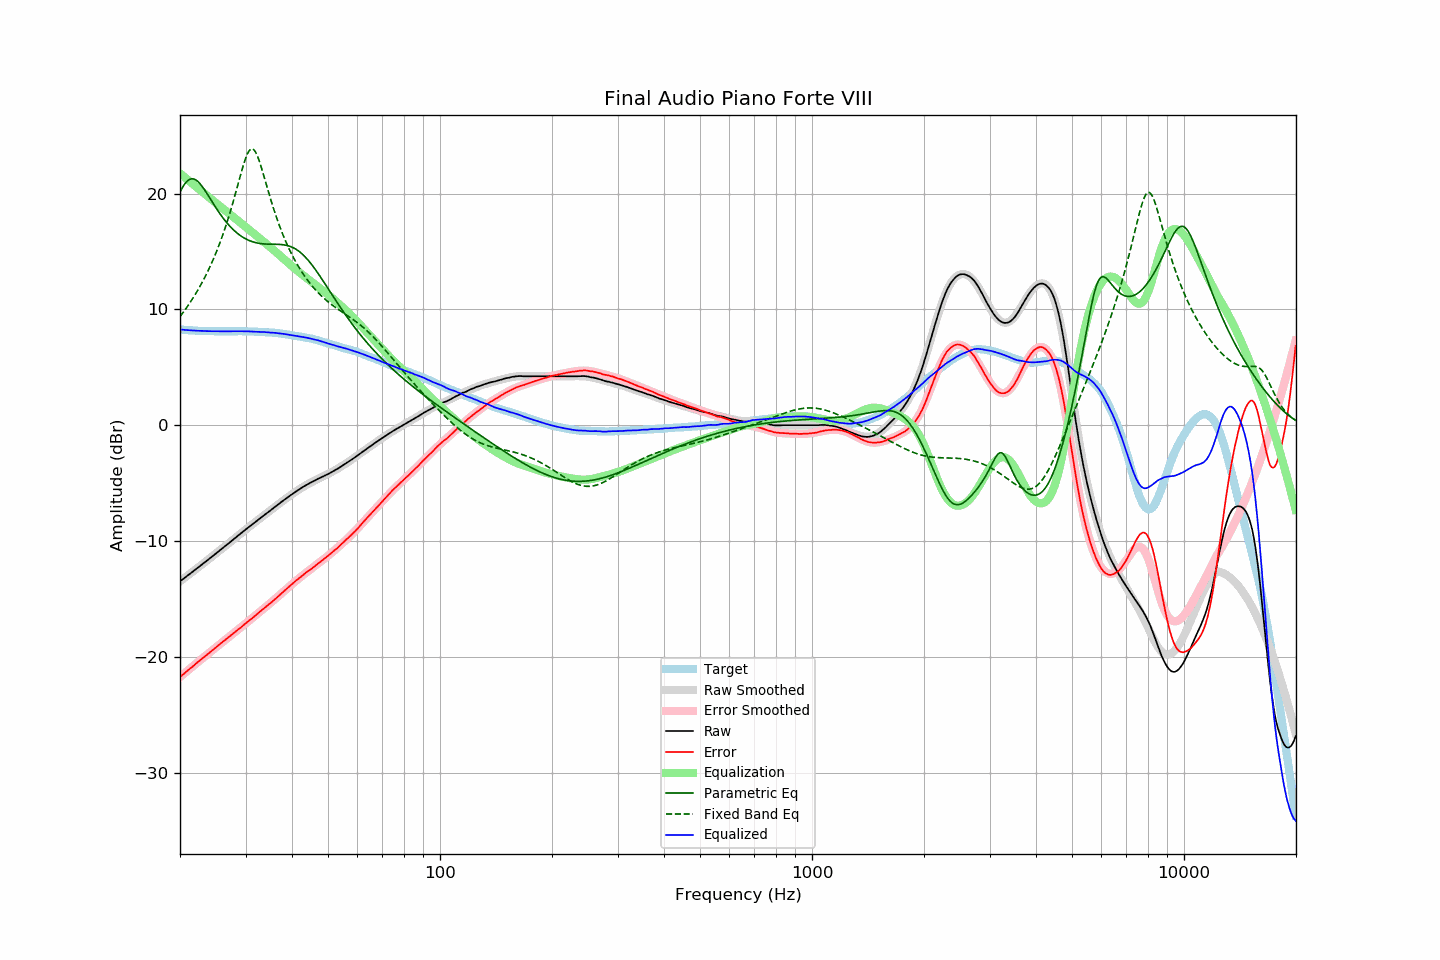 Final Audio Piano Forte VIII
Amplitude (dBr)
20
10
0
−10
−20
−30
Target
Raw Smoothed
Error Smoothed
Raw
Error
Equalization
Parametric Eq
Fixed Band Eq
Equalized
100
1000
10000
Frequency (Hz)